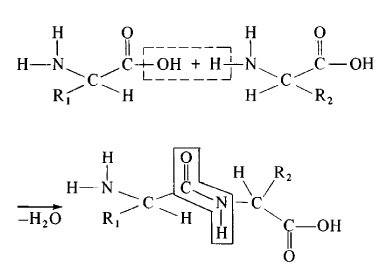 H O H O
H–N C–OH + H–N C–OH
C C
R₁ H H R₂
O
H H R₂
H–N C N–C
C H C–OH
R₁ H O
−H₂O